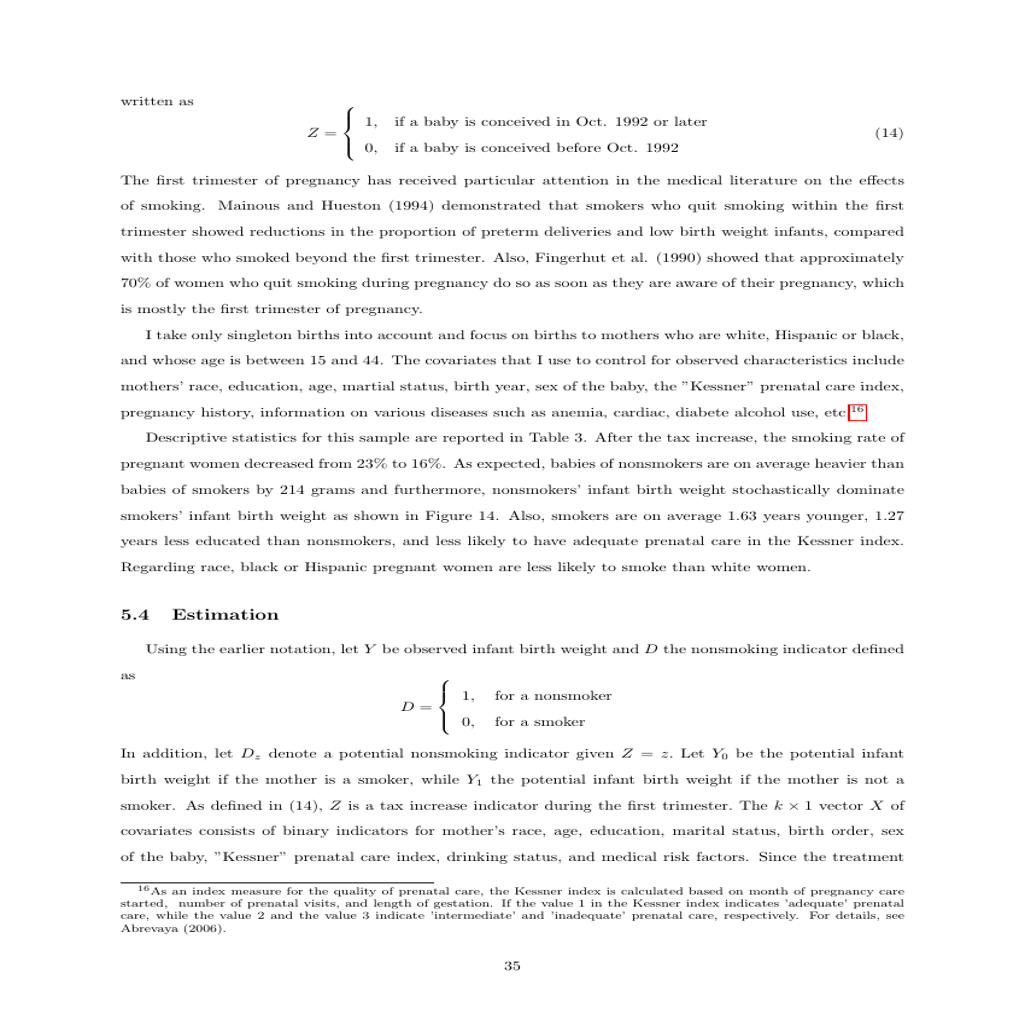 written as
Z = { 1, if a baby is conceived in Oct. 1992 or later
0, if a baby is conceived before Oct. 1992 (14)
The first trimester of pregnancy has received particular attention in the medical literature on the effects
of smoking. Mainous and Hueston (1994) demonstrated that smokers who quit smoking within the first
trimester showed reductions in the proportion of preterm deliveries and low birth weight infants, compared
with those who smoked beyond the first trimester. Also, Fingerhut et al. (1990) showed that approximately
70% of women who quit smoking during pregnancy do so as soon as they are aware of their pregnancy, which
is mostly the first trimester of pregnancy.
I take only singleton births into account and focus on births to mothers who are white, Hispanic or black,
and whose age is between 15 and 44. The covariates that I use to control for observed characteristics include
mothers' race, education, age, martial status, birth year, sex of the baby, the "Kessner" prenatal care index,
pregnancy history, information on various diseases such as anemia, cardiac, diabete alcohol use, etc.16
Descriptive statistics for this sample are reported in Table 3. After the tax increase, the smoking rate of
pregnant women decreased from 23% to 16%. As expected, babies of nonsmokers are on average heavier than
babies of smokers by 214 grams and furthermore, nonsmokers' infant birth weight stochastically dominate
smokers' infant birth weight as shown in Figure 14. Also, smokers are on average 1.63 years younger, 1.27
years less educated than nonsmokers, and less likely to have adequate prenatal care in the Kessner index.
Regarding race, black or Hispanic pregnant women are less likely to smoke than white women.
5.4 Estimation
Using the earlier notation, let Y be observed infant birth weight and D the nonsmoking indicator defined
as
D = { 1, for a nonsmoker
0, for a smoker
In addition, let D_z denote a potential nonsmoking indicator given Z = z. Let Y_0 be the potential infant
birth weight if the mother is a smoker, while Y_1 the potential infant birth weight if the mother is not a
smoker. As defined in (14), Z is a tax increase indicator during the first trimester. The k × 1 vector X of
covariates consists of binary indicators for mother's race, age, education, marital status, birth order, sex
of the baby, "Kessner" prenatal care index, drinking status, and medical risk factors. Since the treatment
16As an index measure for the quality of prenatal care, the Kessner index is calculated based on month of pregnancy care
started, number of prenatal visits, and length of gestation. If the value 1 in the Kessner index indicates 'adequate' prenatal
care, while the value 2 and the value 3 indicate 'intermediate' and 'inadequate' prenatal care, respectively. For details, see
Abrevaya (2006).
35